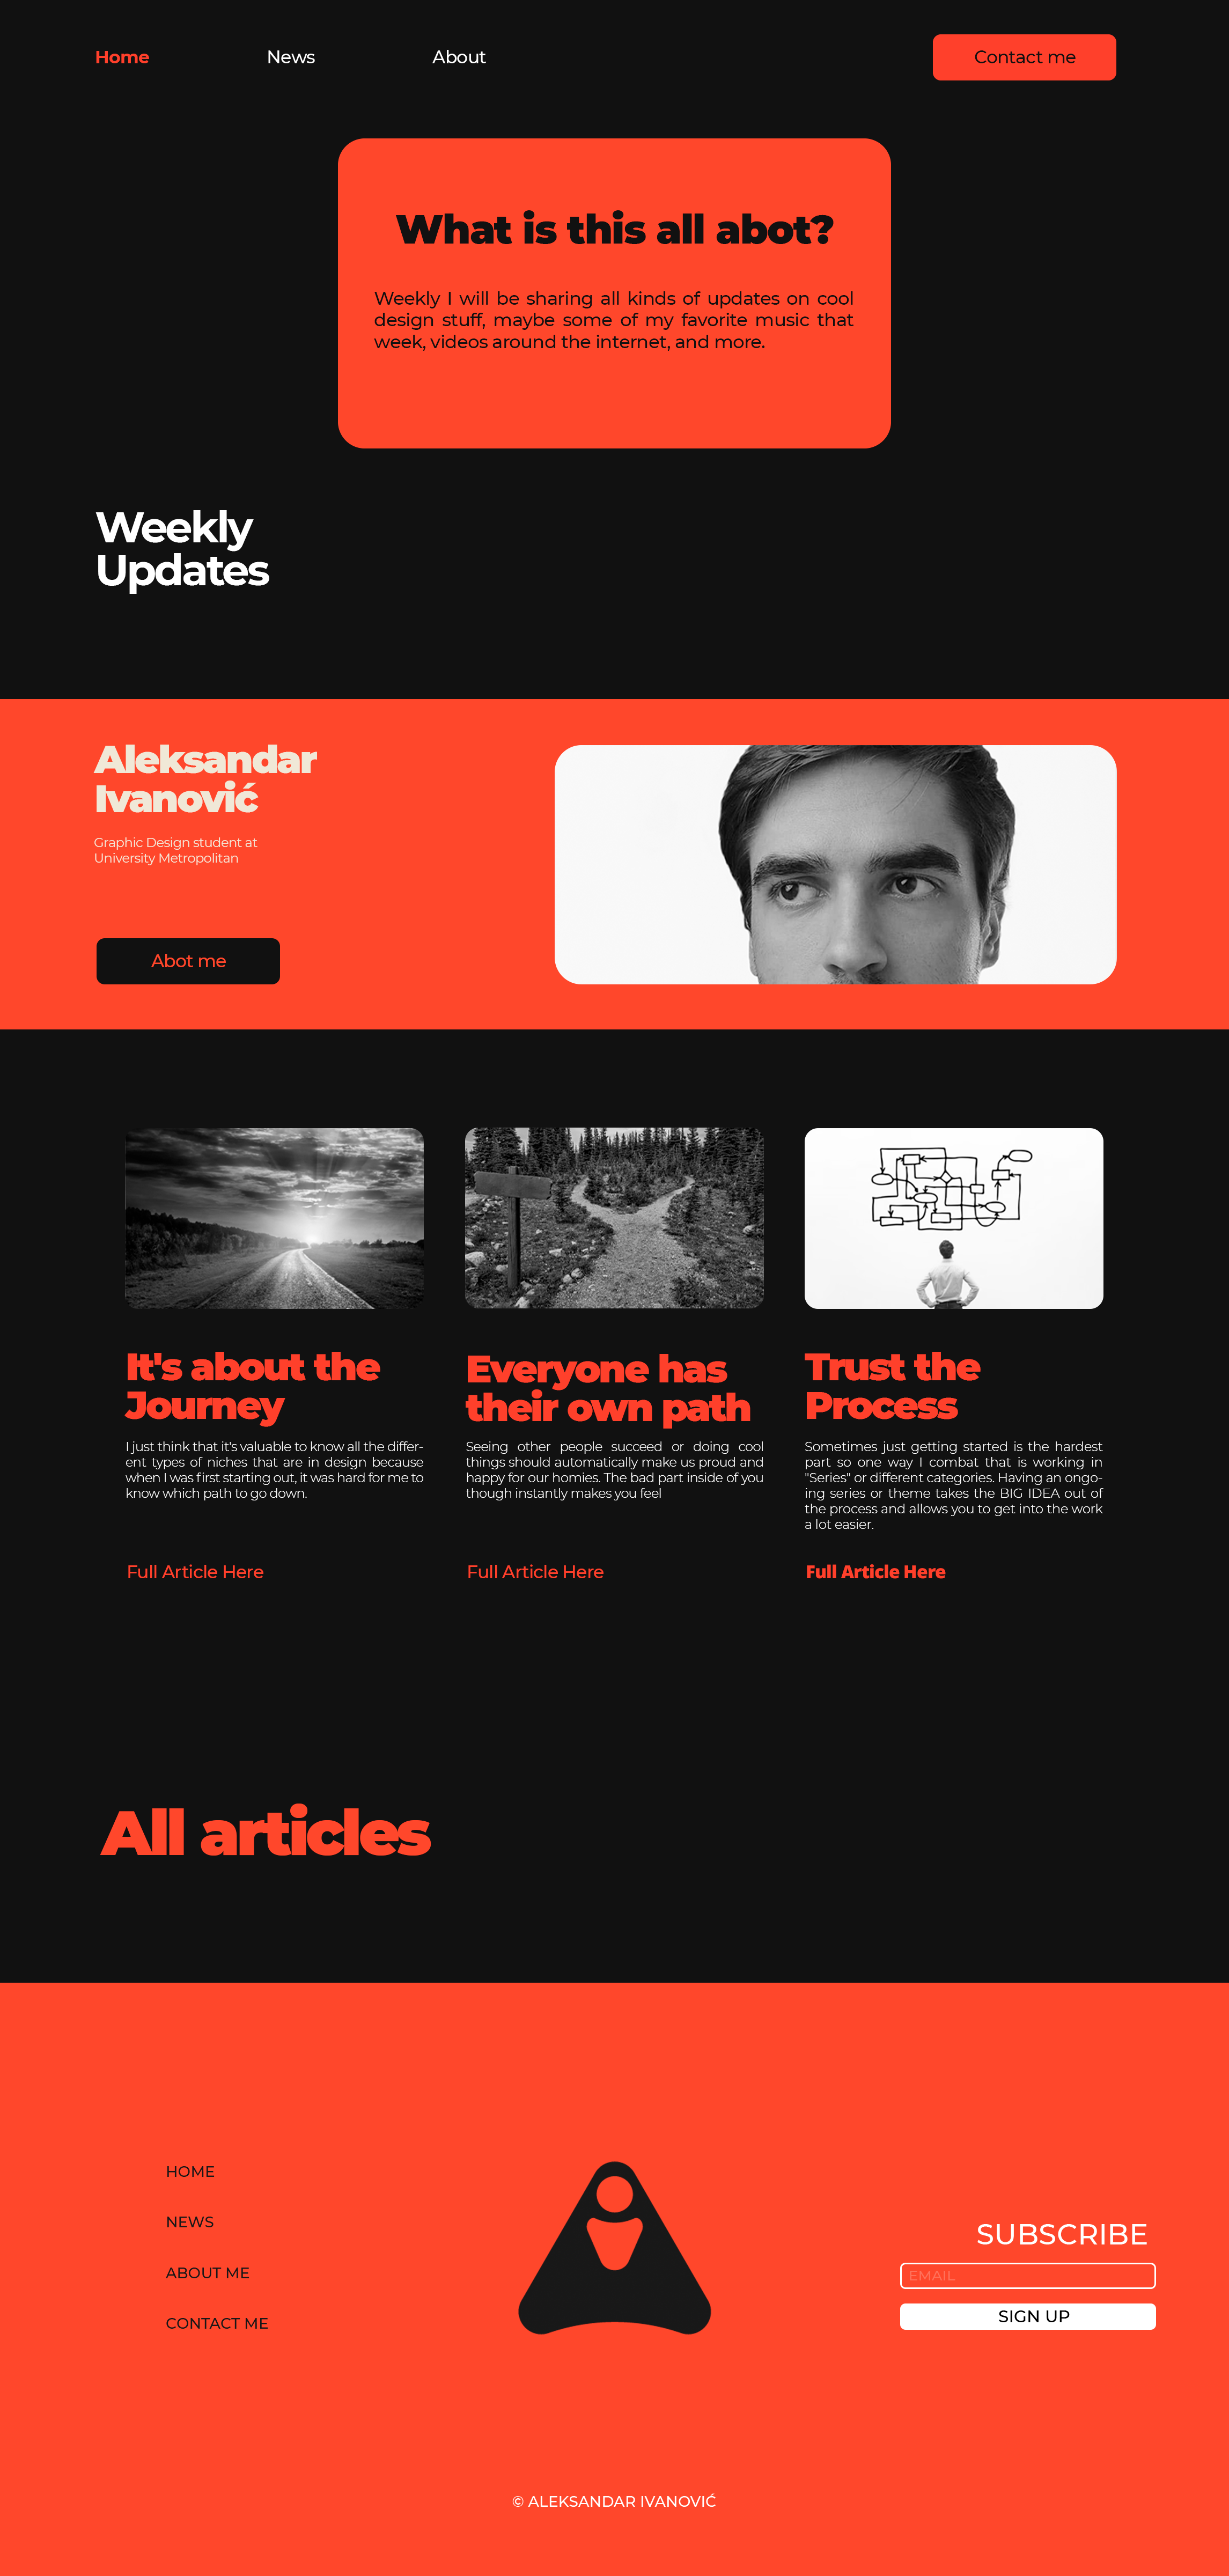 Home
News
About
Contact me
What is this all abot?
Weekly I will be sharing all kinds of updates on cool
design stuff, maybe some of my favorite music that
week, videos around the internet, and more.
Weekly
Updates
Aleksandar
Ivanović
Graphic Design student at
University Metropolitan
Abot me
It's about the
Journey
I just think that it's valuable to know all the differ-
ent types of niches that are in design because
when I was first starting out, it was hard for me to
know which path to go down.
Full Article Here
Everyone has
their own path
Seeing other people succeed or doing cool
things should automatically make us proud and
happy for our homies. The bad part inside of you
though instantly makes you feel
Full Article Here
Trust the
Process
Sometimes just getting started is the hardest
part so one way I combat that is working in
"Series" or different categories. Having an ongo-
ing series or theme takes the BIG IDEA out of
the process and allows you to get into the work
a lot easier.
Full Article Here
All articles
HOME
NEWS
ABOUT ME
CONTACT ME
SUBSCRIBE
EMAIL
SIGN UP
© ALEKSANDAR IVANOVIĆ